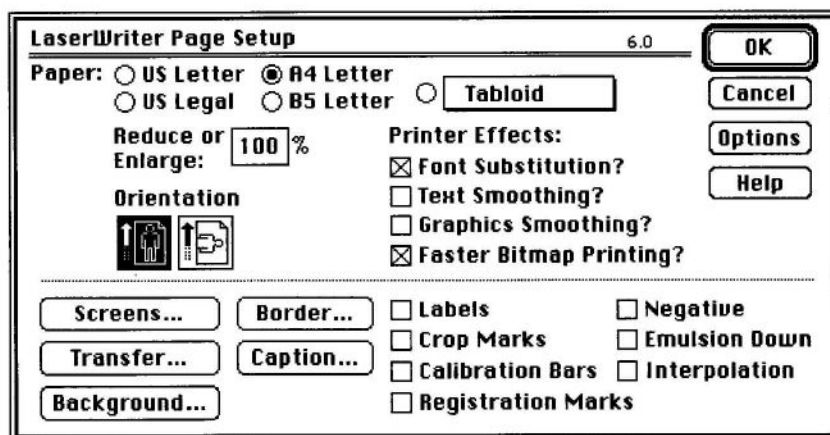 LaserWriter Page Setup 6.0 OK
Paper: US Letter A4 Letter Tabloid Cancel
US Legal B5 Letter
Reduce or Enlarge: 100 % Printer Effects: Options
Font Substitution?
Text Smoothing? Help
Orientation
Graphics Smoothing?
Faster Bitmap Printing?
Screens... Border... Labels Negative
Crop Marks Emulsion Down
Transfer... Caption... Calibration Bars Interpolation
Background... Registration Marks